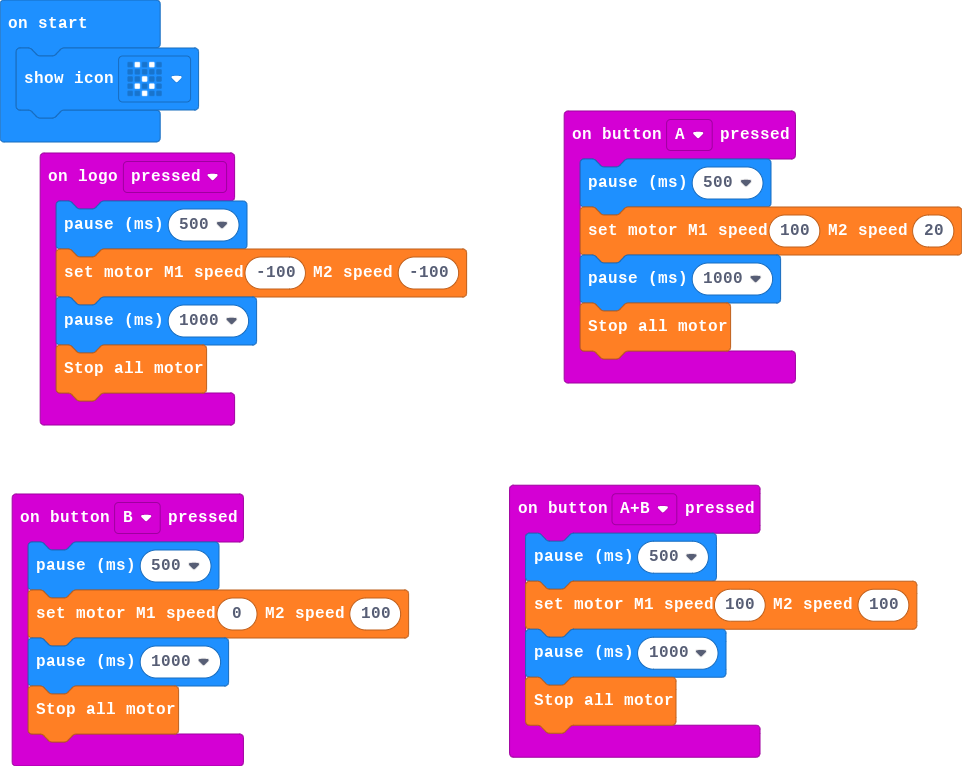 on start
show icon
on logo pressed
pause (ms) 500
set motor M1 speed -100 M2 speed -100
pause (ms) 1000
Stop all motor
on button A pressed
pause (ms) 500
set motor M1 speed 100 M2 speed 20
pause (ms) 1000
Stop all motor
on button B pressed
pause (ms) 500
set motor M1 speed 0 M2 speed 100
pause (ms) 1000
Stop all motor
on button A+B pressed
pause (ms) 500
set motor M1 speed 100 M2 speed 100
pause (ms) 1000
Stop all motor